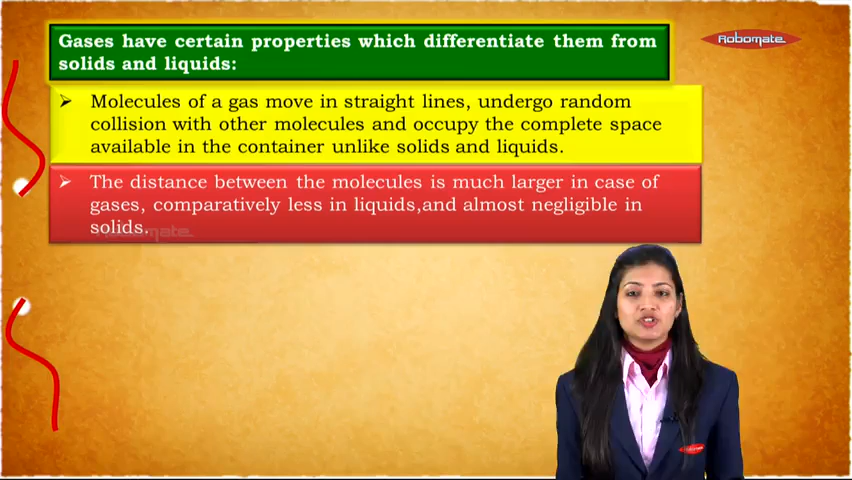 Gases have certain properties which differentiate them from
solids and liquids:
Robomate
➢ Molecules of a gas move in straight lines, undergo random
collision with other molecules and occupy the complete space
available in the container unlike solids and liquids.
➢ The distance between the molecules is much larger in case of
gases, comparatively less in liquids,and almost negligible in
solids.